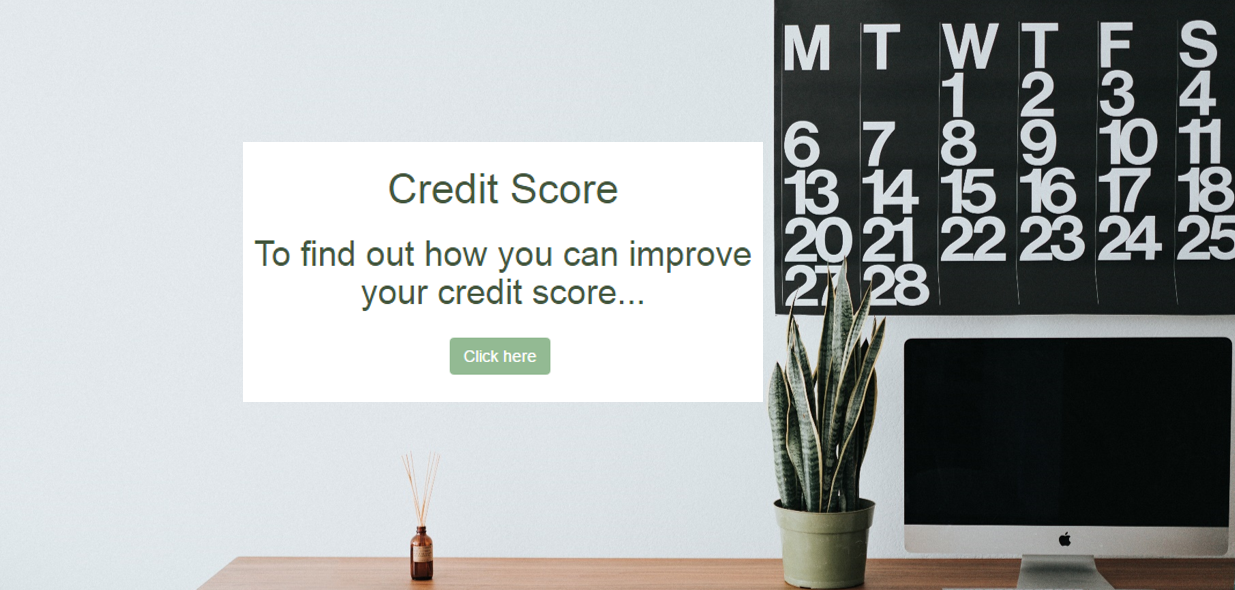 Credit Score
To find out how you can improve
your credit score...
Click here
M T W T F S
1 2 3 4
6 7 8 9 10 11
13 14 15 16 17 18
20 21 22 23 24 25
27 28